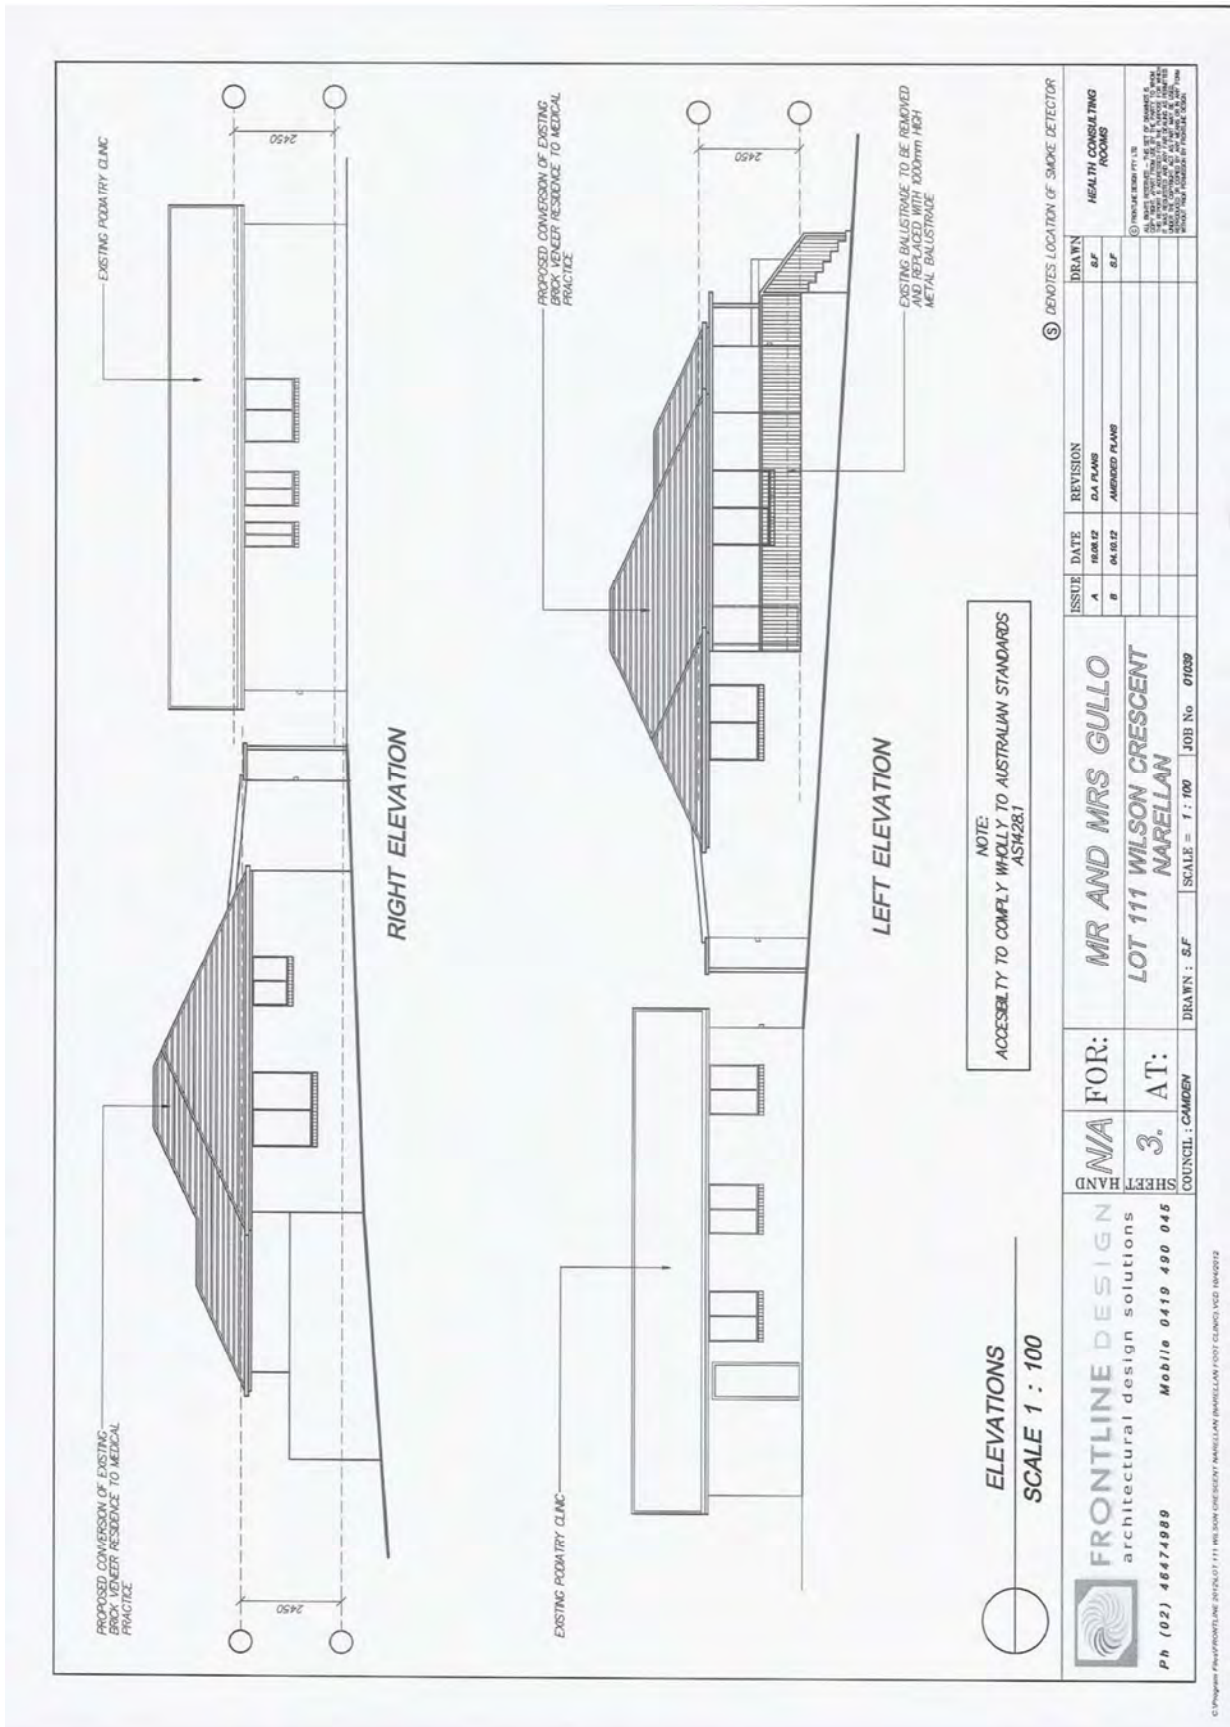 PROPOSED CONVERSION OF EXISTING
BRICK VENEER RESIDENCE TO MEDICAL
PRACTICE
EXISTING PODIATRY CLINIC
2450
2450
RIGHT ELEVATION
EXISTING PODIATRY CLINIC
PROPOSED CONVERSION OF EXISTING
BRICK VENEER RESIDENCE TO MEDICAL
PRACTICE
2450
EXISTING BALUSTRADE TO BE REMOVED
AND REPLACED WITH 1000mm HIGH
METAL BALUSTRADE
LEFT ELEVATION
ELEVATIONS
SCALE 1 : 100
NOTE:
ACCESIBILTY TO COMPLY WHOLLY TO AUSTRALIAN STANDARDS
AS1428.1
S DENOTES LOCATION OF SMOKE DETECTOR
FRONTLINE DESIGN
architectural design solutions
Ph (02) 46474989 Mobile 0419 490 045
HAND N/A
SHEET 3.
COUNCIL : CAMDEN
FOR: MR AND MRS GULLO
AT: LOT 111 WILSON CRESCENT
NARELLAN
DRAWN : S.F
SCALE = 1 : 100
JOB No 01039
ISSUE DATE REVISION DRAWN
A 19.08.12 D.A PLANS S.F
B 04.10.12 AMENDED PLANS S.F
HEALTH CONSULTING
ROOMS
© FRONTLINE DESIGN PTY LTD